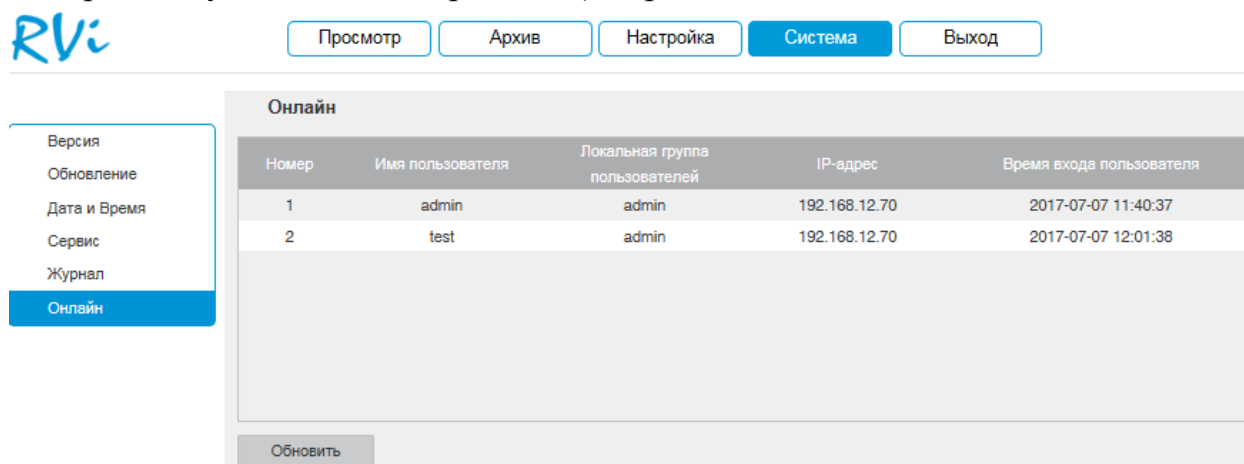 RVi
Просмотр Архив Настройка Система Выход
Онлайн
Версия
Обновление
Дата и Время
Сервис
Журнал
Онлайн
Номер Имя пользователя Локальная группа пользователей IP-адрес Время входа пользователя
1 admin admin 192.168.12.70 2017-07-07 11:40:37
2 test admin 192.168.12.70 2017-07-07 12:01:38
Обновить